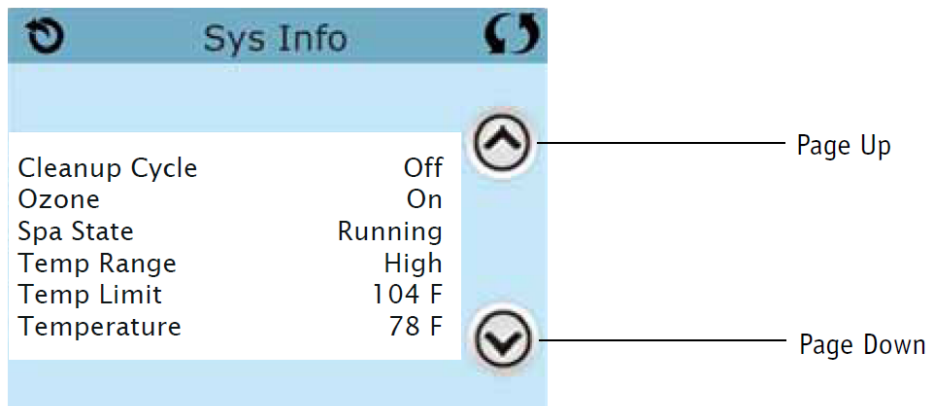 Sys Info
Page Up
Cleanup Cycle Off
Ozone On
Spa State Running
Temp Range High
Temp Limit 104 F
Temperature 78 F
Page Down